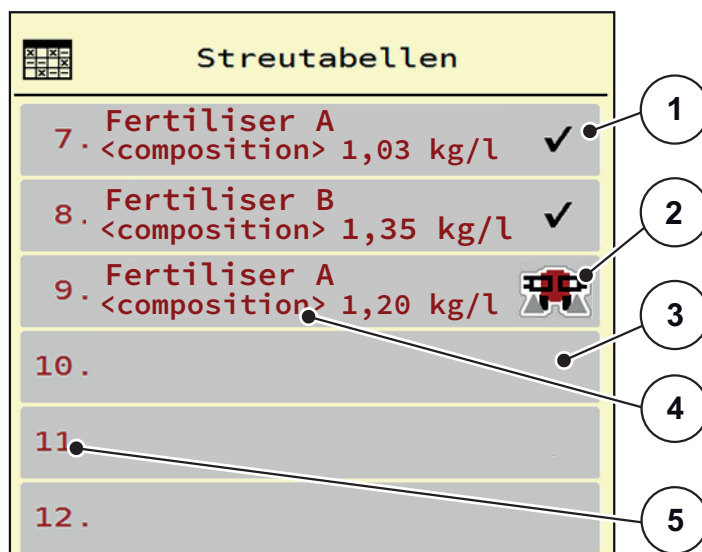 Streutabellen
7. Fertiliser A
<composition> 1,03 kg/l
1
8. Fertiliser B
<composition> 1,35 kg/l
2
9. Fertiliser A
<composition> 1,20 kg/l
3
10.
4
11.
12.
5